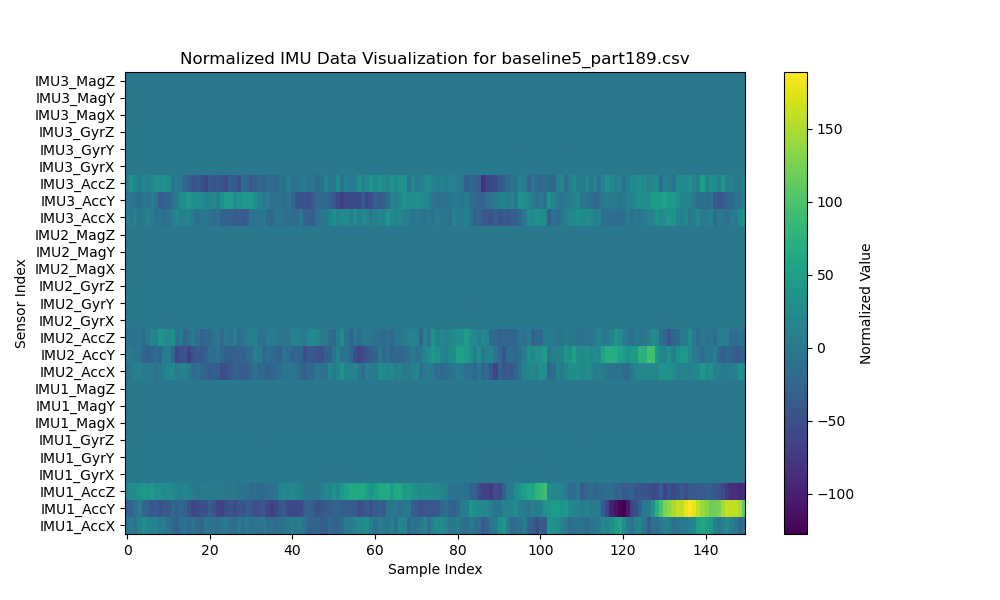 Normalized IMU Data Visualization for baseline5_part189.csv
IMU3_MagZ
IMU3_MagY
IMU3_MagX
IMU3_GyrZ
IMU3_GyrY
IMU3_GyrX
IMU3_AccZ
IMU3_AccY
IMU3_AccX
IMU2_MagZ
IMU2_MagY
IMU2_MagX
IMU2_GyrZ
IMU2_GyrY
IMU2_GyrX
IMU2_AccZ
IMU2_AccY
IMU2_AccX
IMU1_MagZ
IMU1_MagY
IMU1_MagX
IMU1_GyrZ
IMU1_GyrY
IMU1_GyrX
IMU1_AccZ
IMU1_AccY
IMU1_AccX
Sensor Index
0 20 40 60 80 100 120 140
Sample Index
150
100
50
0
−50
−100
Normalized Value